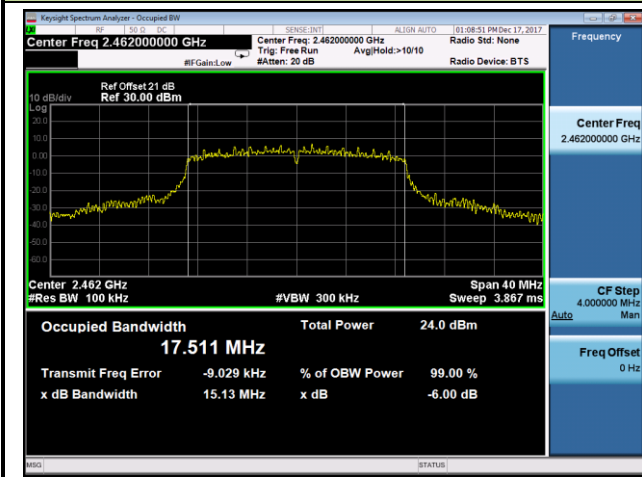 Keysight Spectrum Analyzer - Occupied BW
RF 50 Ω DC SENSE:INT ALIGN AUTO 01:08:51 PM Dec 17, 2017
Center Freq 2.462000000 GHz
Center Freq: 2.462000000 GHz
Radio Std: None
Trig: Free Run Avg|Hold:>10/10
#IFGain:Low #Atten: 20 dB Radio Device: BTS
Ref Offset 21 dB
10 dB/div Ref 30.00 dBm
Log
20.0
10.0
0.00
-10.0
-20.0
-30.0
-40.0
-50.0
-60.0
Center 2.462 GHz Span 40 MHz
#Res BW 100 kHz #VBW 300 kHz Sweep 3.867 ms
Occupied Bandwidth Total Power 24.0 dBm
17.511 MHz
Transmit Freq Error -9.029 kHz % of OBW Power 99.00 %
x dB Bandwidth 15.13 MHz x dB -6.00 dB
MSG STATUS
Frequency
Center Freq
2.462000000 GHz
CF Step
4.000000 MHz
Auto Man
Freq Offset
0 Hz